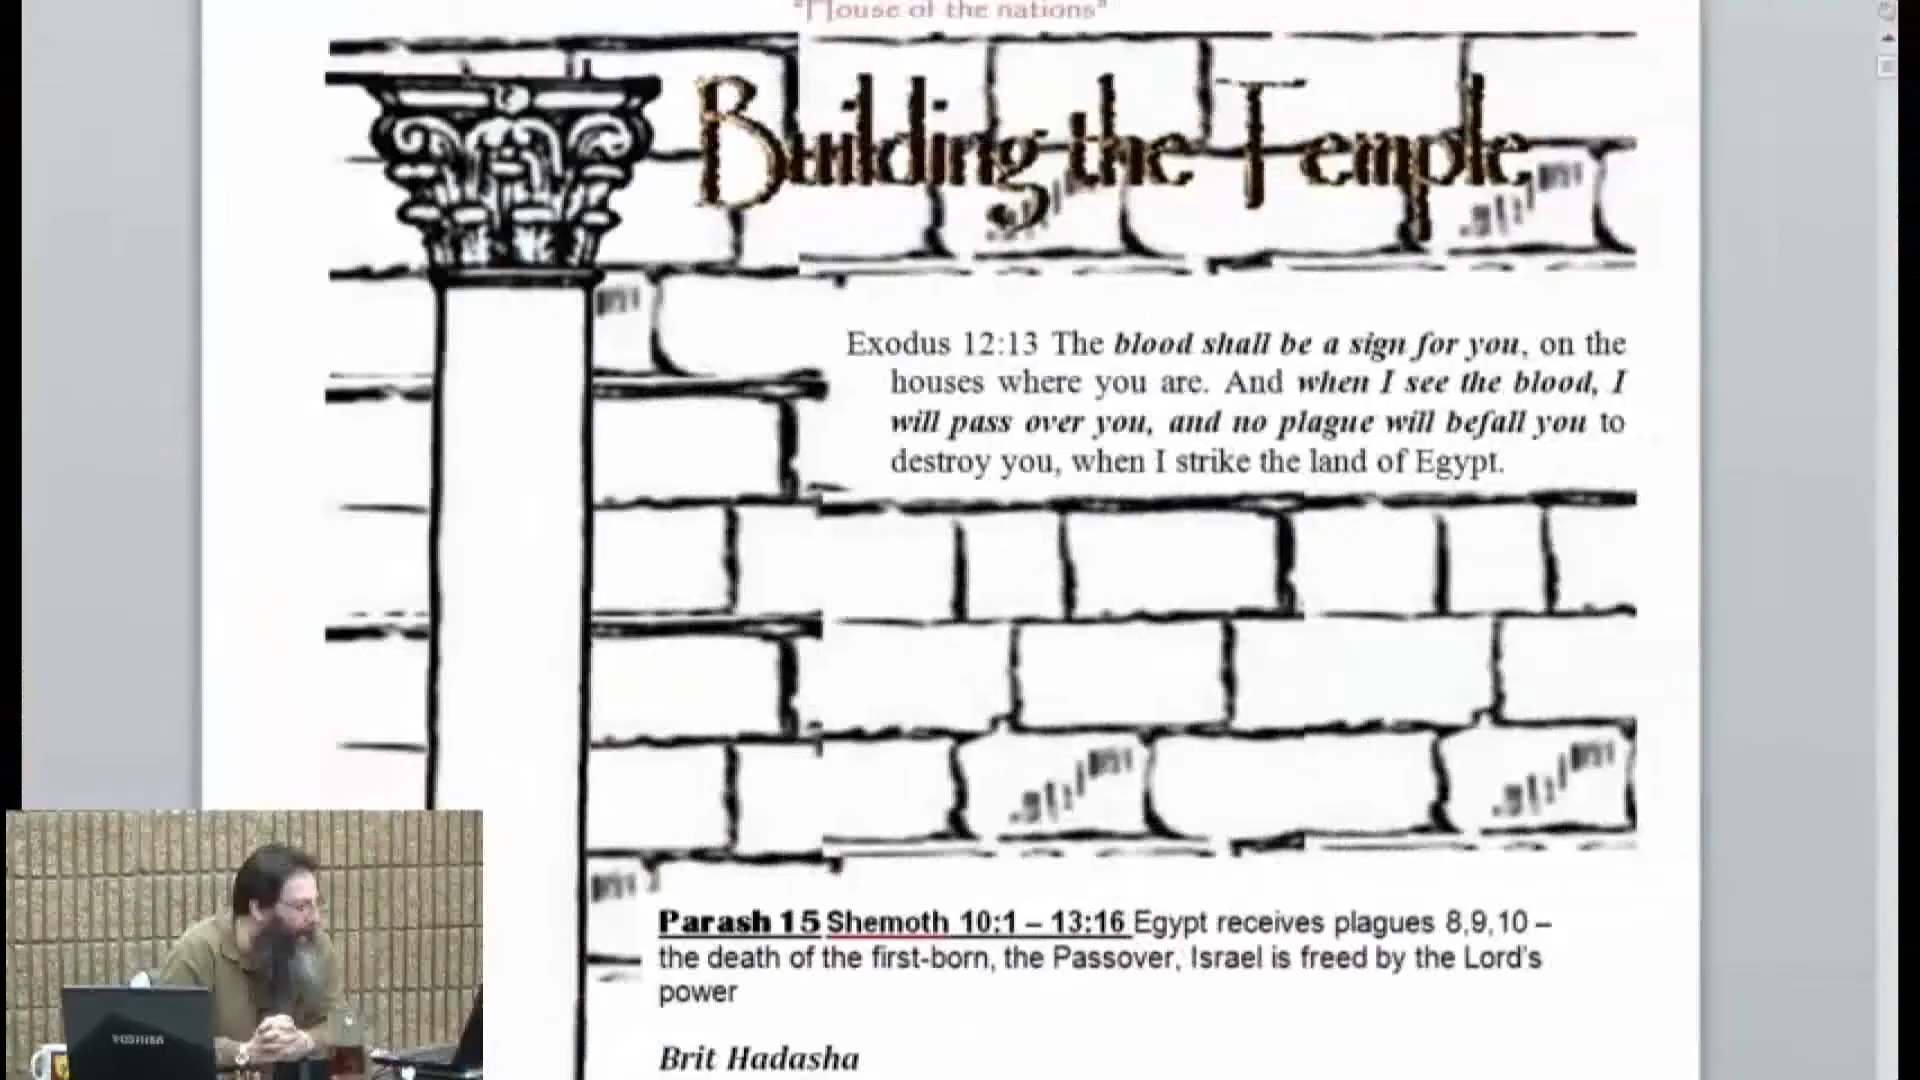 "House of the nations"
Building the Temple
Exodus 12:13 The blood shall be a sign for you, on the
houses where you are. And when I see the blood, I
will pass over you, and no plague will befall you to
destroy you, when I strike the land of Egypt.
Parash 15 Shemoth 10:1 – 13:16 Egypt receives plagues 8,9,10 –
the death of the first-born, the Passover, Israel is freed by the Lord's
power
Brit Hadasha
TOSHIBA